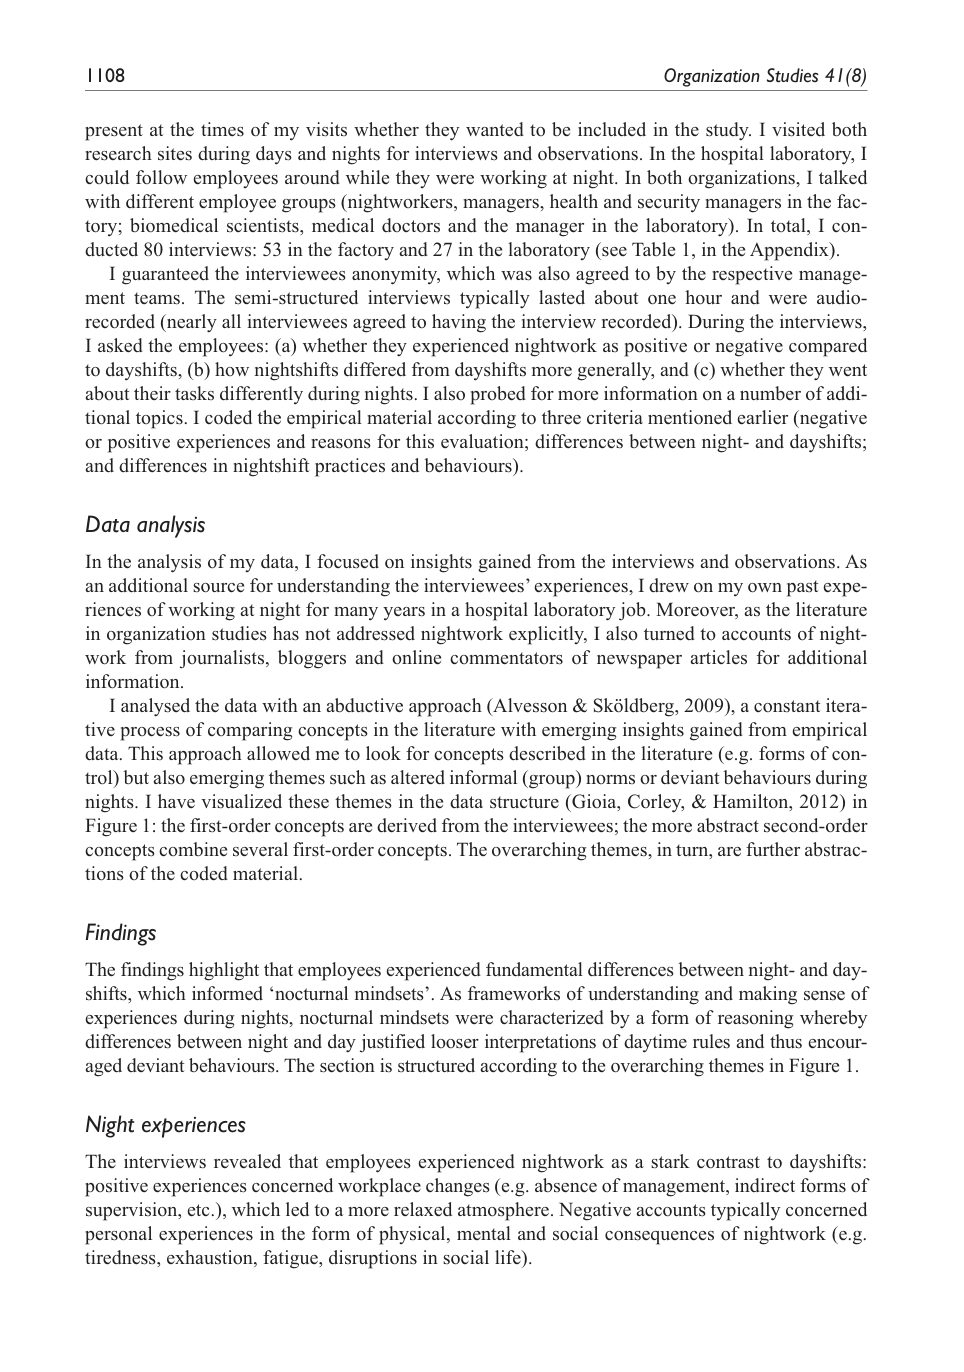 1108
Organization Studies 41(8)
present at the times of my visits whether they wanted to be included in the study. I visited both
research sites during days and nights for interviews and observations. In the hospital laboratory, I
could follow employees around while they were working at night. In both organizations, I talked
with different employee groups (nightworkers, managers, health and security managers in the fac-
tory; biomedical scientists, medical doctors and the manager in the laboratory). In total, I con-
ducted 80 interviews: 53 in the factory and 27 in the laboratory (see Table 1, in the Appendix).
I guaranteed the interviewees anonymity, which was also agreed to by the respective manage-
ment teams. The semi-structured interviews typically lasted about one hour and were audio-
recorded (nearly all interviewees agreed to having the interview recorded). During the interviews,
I asked the employees: (a) whether they experienced nightwork as positive or negative compared
to dayshifts, (b) how nightshifts differed from dayshifts more generally, and (c) whether they went
about their tasks differently during nights. I also probed for more information on a number of addi-
tional topics. I coded the empirical material according to three criteria mentioned earlier (negative
or positive experiences and reasons for this evaluation; differences between night- and dayshifts;
and differences in nightshift practices and behaviours).
Data analysis
In the analysis of my data, I focused on insights gained from the interviews and observations. As
an additional source for understanding the interviewees’ experiences, I drew on my own past expe-
riences of working at night for many years in a hospital laboratory job. Moreover, as the literature
in organization studies has not addressed nightwork explicitly, I also turned to accounts of night-
work from journalists, bloggers and online commentators of newspaper articles for additional
information.
I analysed the data with an abductive approach (Alvesson & Sköldberg, 2009), a constant itera-
tive process of comparing concepts in the literature with emerging insights gained from empirical
data. This approach allowed me to look for concepts described in the literature (e.g. forms of con-
trol) but also emerging themes such as altered informal (group) norms or deviant behaviours during
nights. I have visualized these themes in the data structure (Gioia, Corley, & Hamilton, 2012) in
Figure 1: the first-order concepts are derived from the interviewees; the more abstract second-order
concepts combine several first-order concepts. The overarching themes, in turn, are further abstrac-
tions of the coded material.
Findings
The findings highlight that employees experienced fundamental differences between night- and day-
shifts, which informed ‘nocturnal mindsets’. As frameworks of understanding and making sense of
experiences during nights, nocturnal mindsets were characterized by a form of reasoning whereby
differences between night and day justified looser interpretations of daytime rules and thus encour-
aged deviant behaviours. The section is structured according to the overarching themes in Figure 1.
Night experiences
The interviews revealed that employees experienced nightwork as a stark contrast to dayshifts:
positive experiences concerned workplace changes (e.g. absence of management, indirect forms of
supervision, etc.), which led to a more relaxed atmosphere. Negative accounts typically concerned
personal experiences in the form of physical, mental and social consequences of nightwork (e.g.
tiredness, exhaustion, fatigue, disruptions in social life).